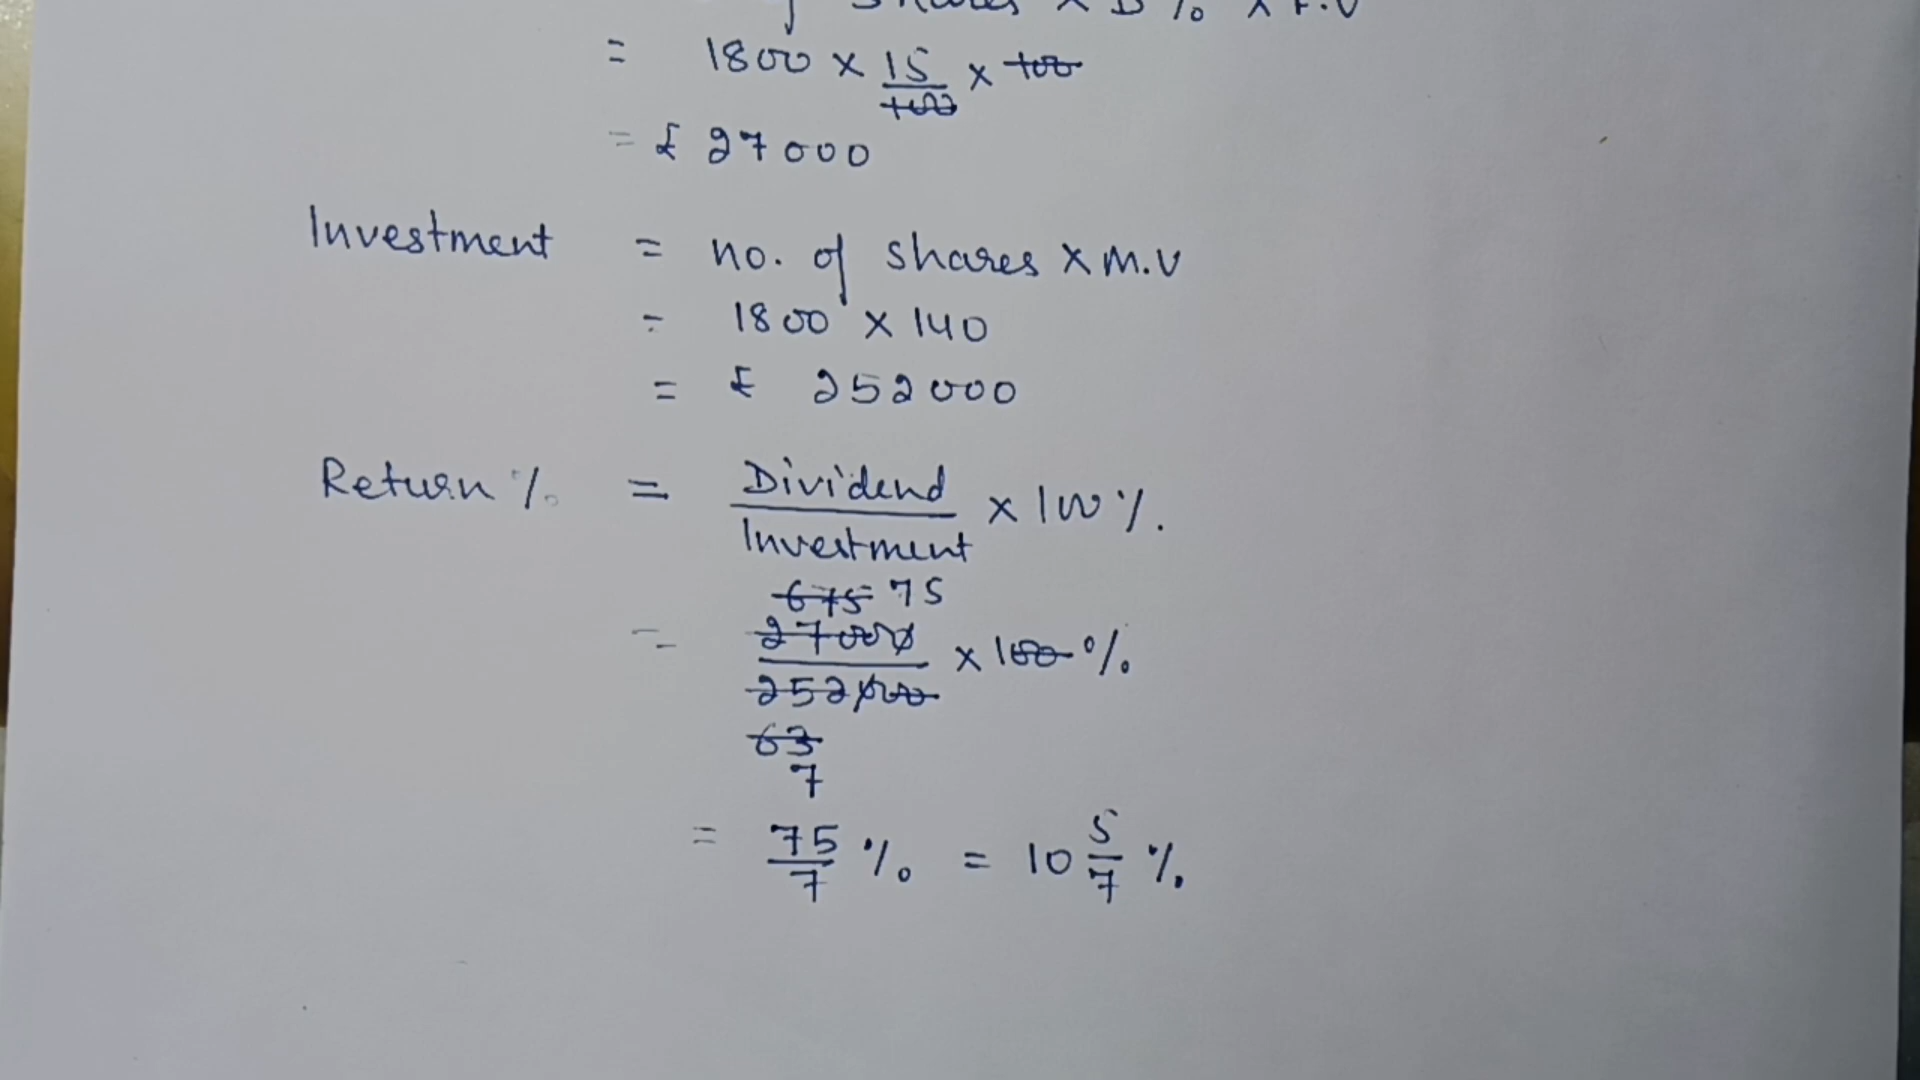 shares × D % × F.V
= 1800 × 15/100 × 100
= ₹ 27000
Investment = no. of shares × M.V
= 1800 × 140
= ₹ 252000
Return % = Dividend/Investment × 100 %.
675 75
= 27000/252000 × 100 %
63
7
= 75/7 % = 10 5/7 %